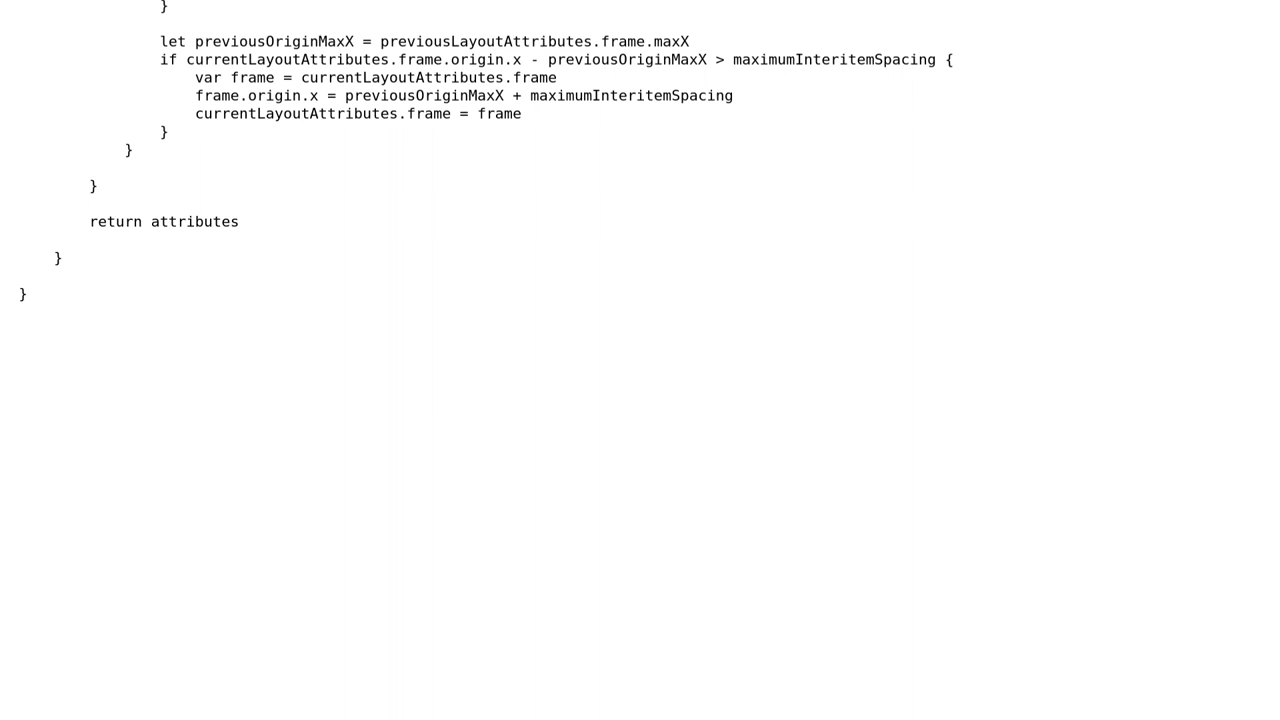 }

                let previousOriginMaxX = previousLayoutAttributes.frame.maxX
                if currentLayoutAttributes.frame.origin.x - previousOriginMaxX > maximumInteritemSpacing {
                    var frame = currentLayoutAttributes.frame
                    frame.origin.x = previousOriginMaxX + maximumInteritemSpacing
                    currentLayoutAttributes.frame = frame
                }
            }

        }

        return attributes

    }

}